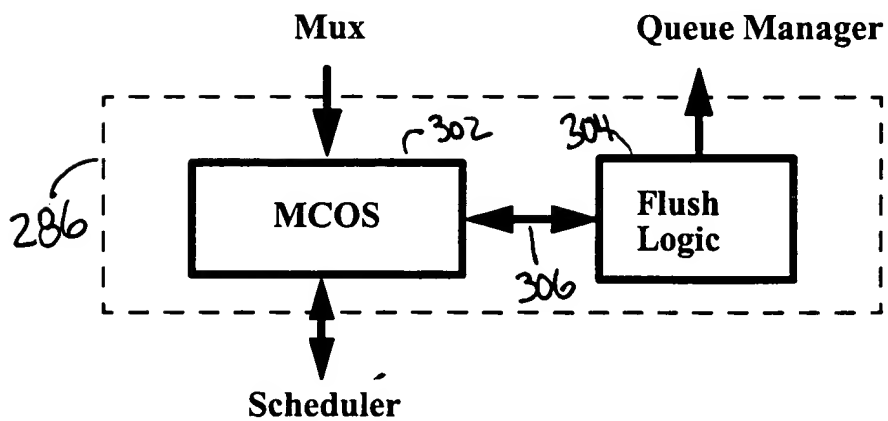 Mux
Queue Manager
302
304
MCOS
Flush
Logic
286
306
Scheduler